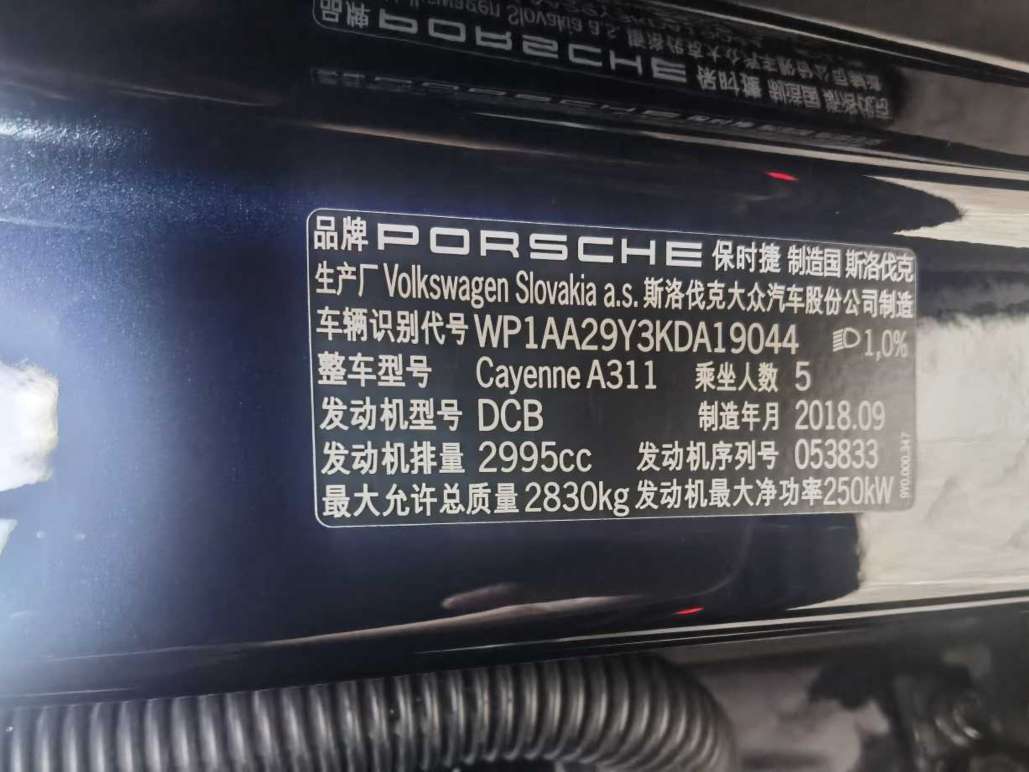 品牌 PORSCHE 保时捷 制造国 斯洛伐克
生产厂 Volkswagen Slovakia a.s. 斯洛伐克大众汽车股份公司制造
车辆识别代号 WP1AA29Y3KDA19044 1,0%
整车型号 Cayenne A311 乘坐人数 5
发动机型号 DCB 制造年月 2018.09
发动机排量 2995cc 发动机序列号 053833
最大允许总质量 2830kg 发动机最大净功率 250kW
9Y0.000.347